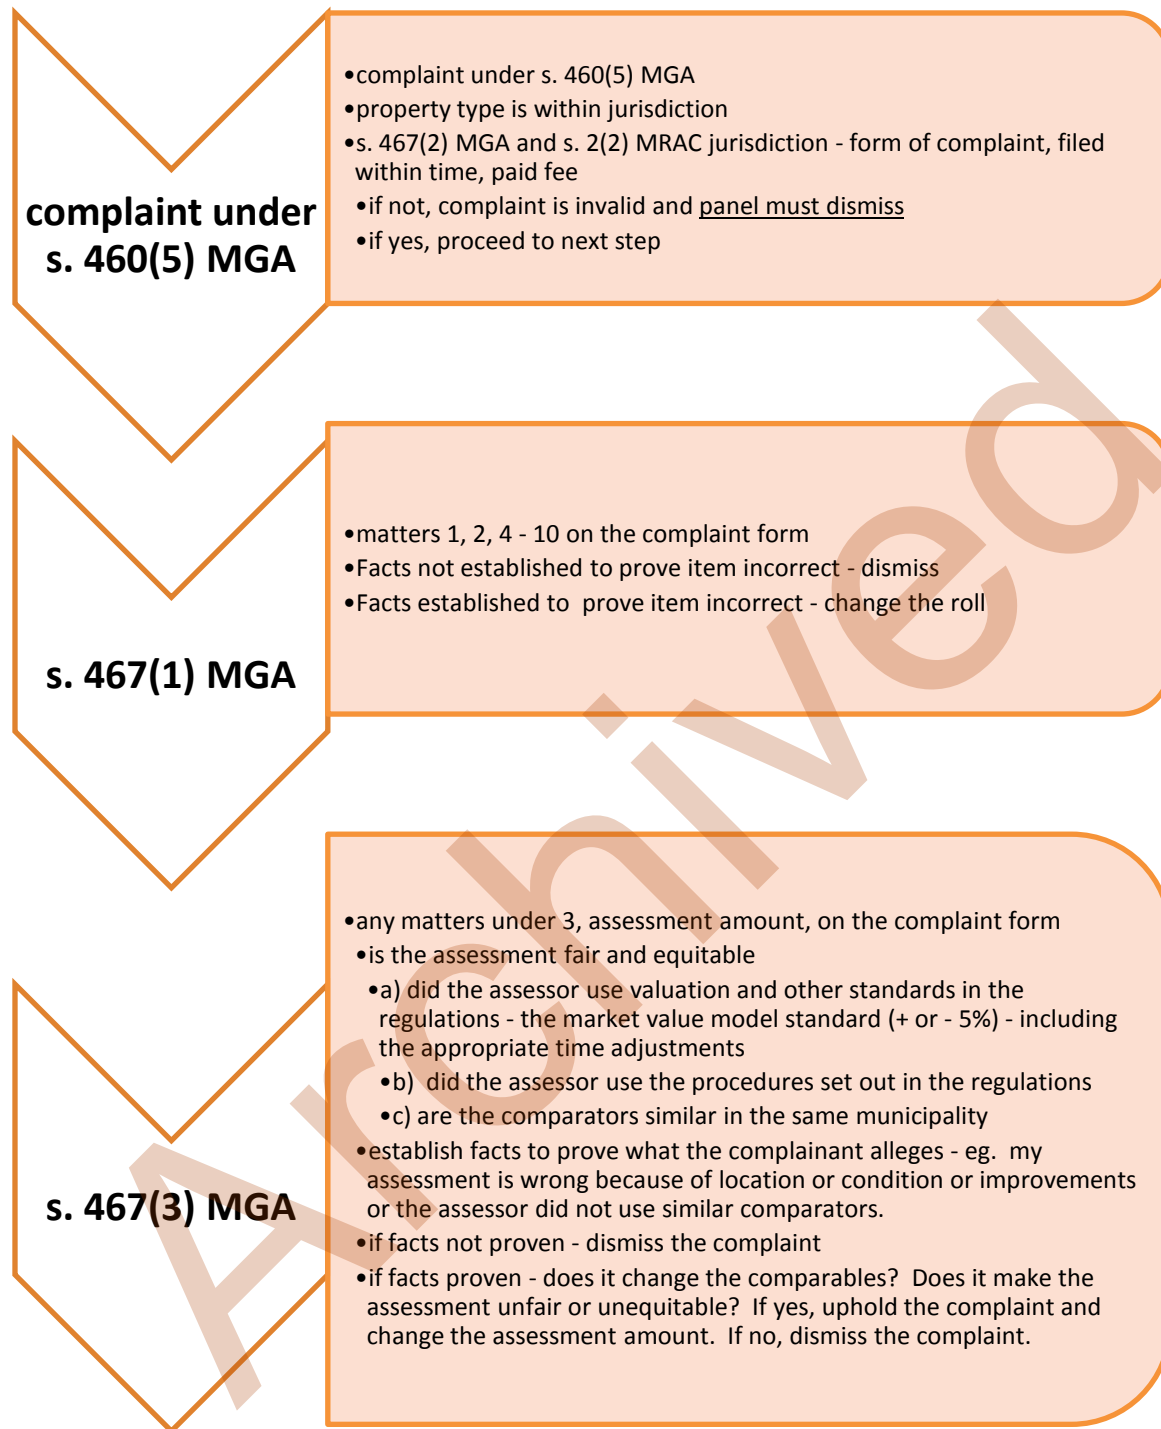 complaint under
s. 460(5) MGA
•complaint under s. 460(5) MGA
•property type is within jurisdiction
•s. 467(2) MGA and s. 2(2) MRAC jurisdiction - form of complaint, filed
within time, paid fee
•if not, complaint is invalid and panel must dismiss
•if yes, proceed to next step
s. 467(1) MGA
•matters 1, 2, 4 - 10 on the complaint form
•Facts not established to prove item incorrect - dismiss
•Facts established to prove item incorrect - change the roll
s. 467(3) MGA
•any matters under 3, assessment amount, on the complaint form
•is the assessment fair and equitable
•a) did the assessor use valuation and other standards in the
regulations - the market value model standard (+ or - 5%) - including
the appropriate time adjustments
•b) did the assessor use the procedures set out in the regulations
•c) are the comparators similar in the same municipality
•establish facts to prove what the complainant alleges - eg. my
assessment is wrong because of location or condition or improvements
or the assessor did not use similar comparators.
•if facts not proven - dismiss the complaint
•if facts proven - does it change the comparables? Does it make the
assessment unfair or unequitable? If yes, uphold the complaint and
change the assessment amount. If no, dismiss the complaint.
Archived